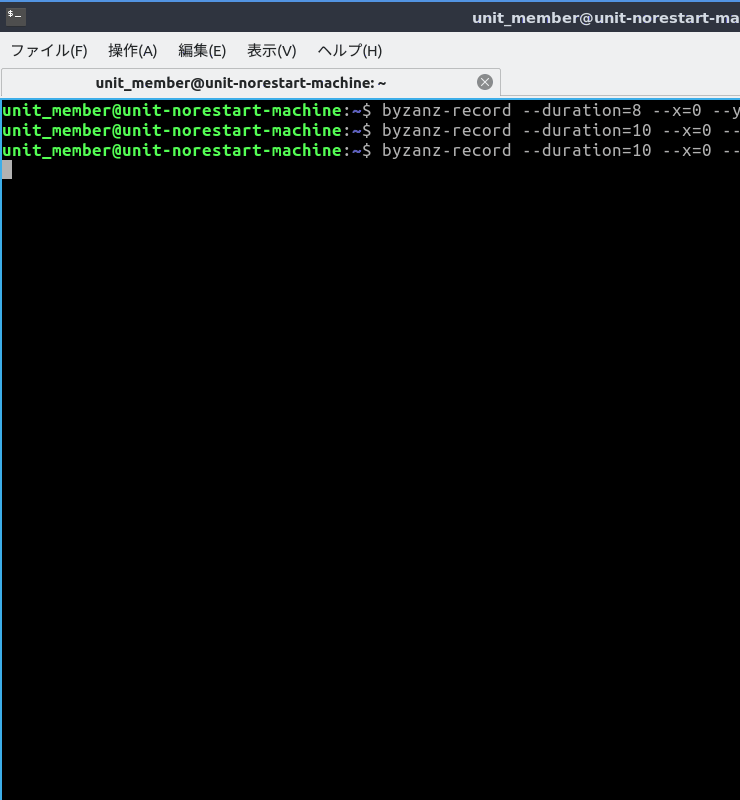 unit_member@unit-norestart-ma
ファイル(F) 操作(A) 編集(E) 表示(V) ヘルプ(H)
unit_member@unit-norestart-machine: ~
unit_member@unit-norestart-machine:~$ byzanz-record --duration=8 --x=0 --y
unit_member@unit-norestart-machine:~$ byzanz-record --duration=10 --x=0 --
unit_member@unit-norestart-machine:~$ byzanz-record --duration=10 --x=0 --